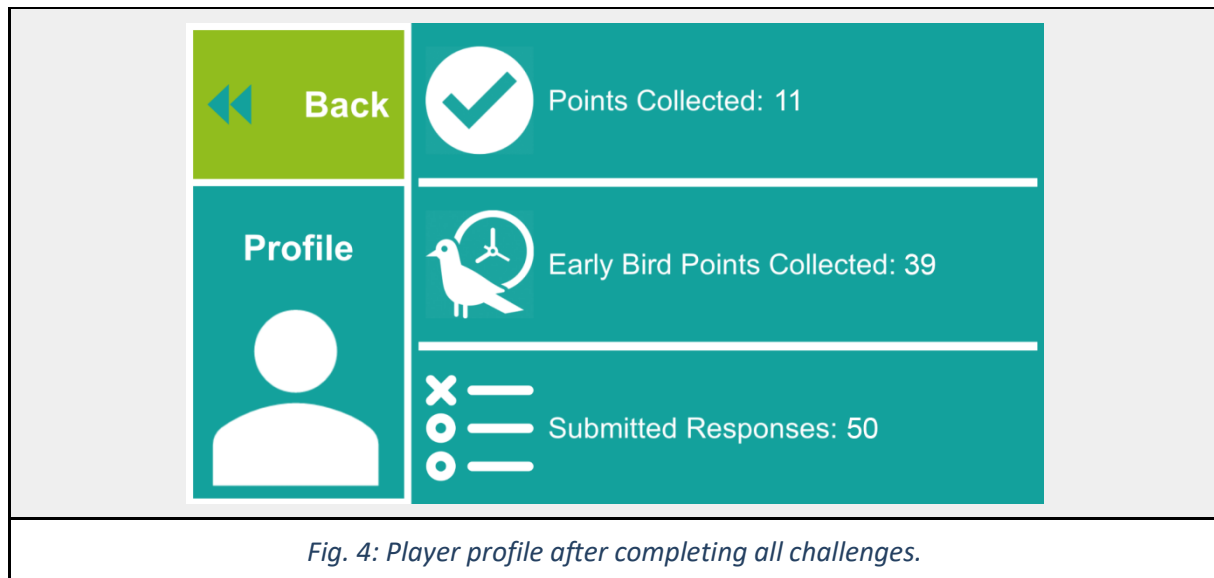 Back
Profile
Points Collected: 11
Early Bird Points Collected: 39
Submitted Responses: 50
Fig. 4: Player profile after completing all challenges.